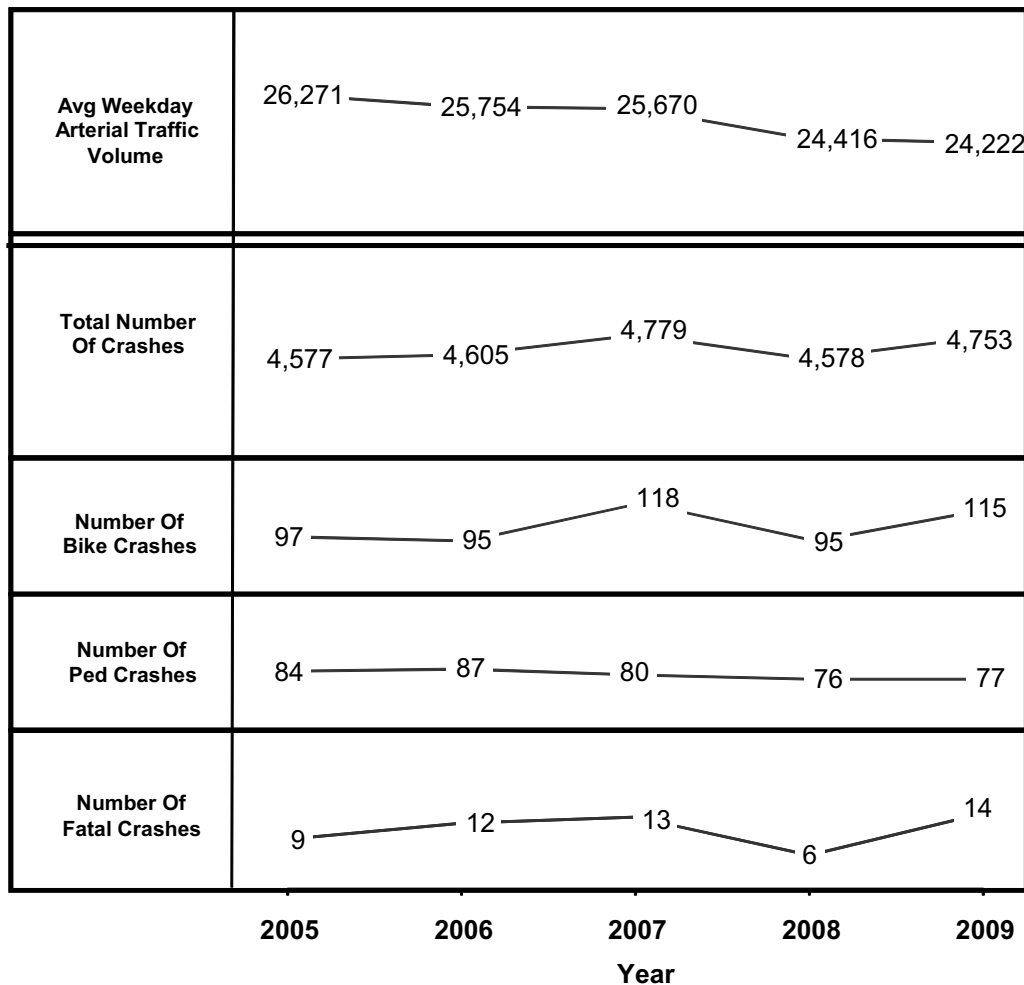 Avg Weekday
Arterial Traffic
Volume
26,271
25,754
25,670
24,416
24,222
Total Number
Of Crashes
4,577
4,605
4,779
4,578
4,753
Number Of
Bike Crashes
97
95
118
95
115
Number Of
Ped Crashes
84
87
80
76
77
Number Of
Fatal Crashes
9
12
13
6
14
2005 2006 2007 2008 2009
Year